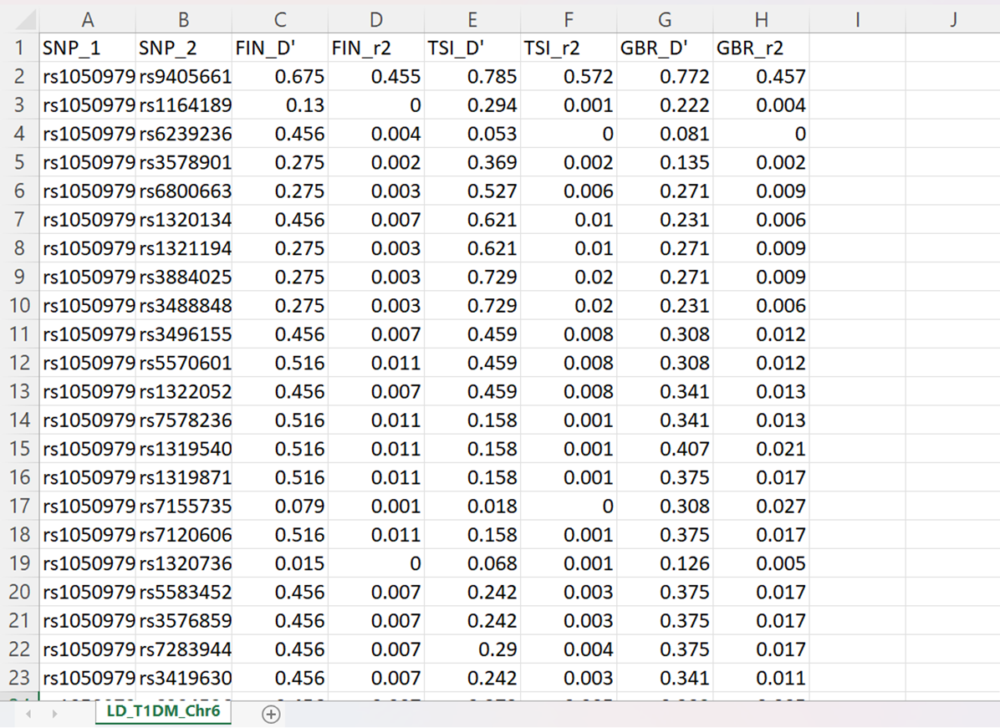 A B C D E F G H I J
1 SNP_1 SNP_2 FIN_D' FIN_r2 TSI_D' TSI_r2 GBR_D' GBR_r2
2 rs1050979 rs9405661 0.675 0.455 0.785 0.572 0.772 0.457
3 rs1050979 rs1164189 0.13 0 0.294 0.001 0.222 0.004
4 rs1050979 rs6239236 0.456 0.004 0.053 0 0.081 0
5 rs1050979 rs3578901 0.275 0.002 0.369 0.002 0.135 0.002
6 rs1050979 rs6800663 0.275 0.003 0.527 0.006 0.271 0.009
7 rs1050979 rs1320134 0.456 0.007 0.621 0.01 0.231 0.006
8 rs1050979 rs1321194 0.275 0.003 0.621 0.01 0.271 0.009
9 rs1050979 rs3884025 0.275 0.003 0.729 0.02 0.271 0.009
10 rs1050979 rs3488848 0.275 0.003 0.729 0.02 0.231 0.006
11 rs1050979 rs3496155 0.456 0.007 0.459 0.008 0.308 0.012
12 rs1050979 rs5570601 0.516 0.011 0.459 0.008 0.308 0.012
13 rs1050979 rs1322052 0.456 0.007 0.459 0.008 0.341 0.013
14 rs1050979 rs7578236 0.516 0.011 0.158 0.001 0.341 0.013
15 rs1050979 rs1319540 0.516 0.011 0.158 0.001 0.407 0.021
16 rs1050979 rs1319871 0.516 0.011 0.158 0.001 0.375 0.017
17 rs1050979 rs7155735 0.079 0.001 0.018 0 0.308 0.027
18 rs1050979 rs7120606 0.516 0.011 0.158 0.001 0.375 0.017
19 rs1050979 rs1320736 0.015 0 0.068 0.001 0.126 0.005
20 rs1050979 rs5583452 0.456 0.007 0.242 0.003 0.375 0.017
21 rs1050979 rs3576859 0.456 0.007 0.242 0.003 0.375 0.017
22 rs1050979 rs7283944 0.456 0.007 0.29 0.004 0.375 0.017
23 rs1050979 rs3419630 0.456 0.007 0.242 0.003 0.341 0.011
LD_T1DM_Chr6